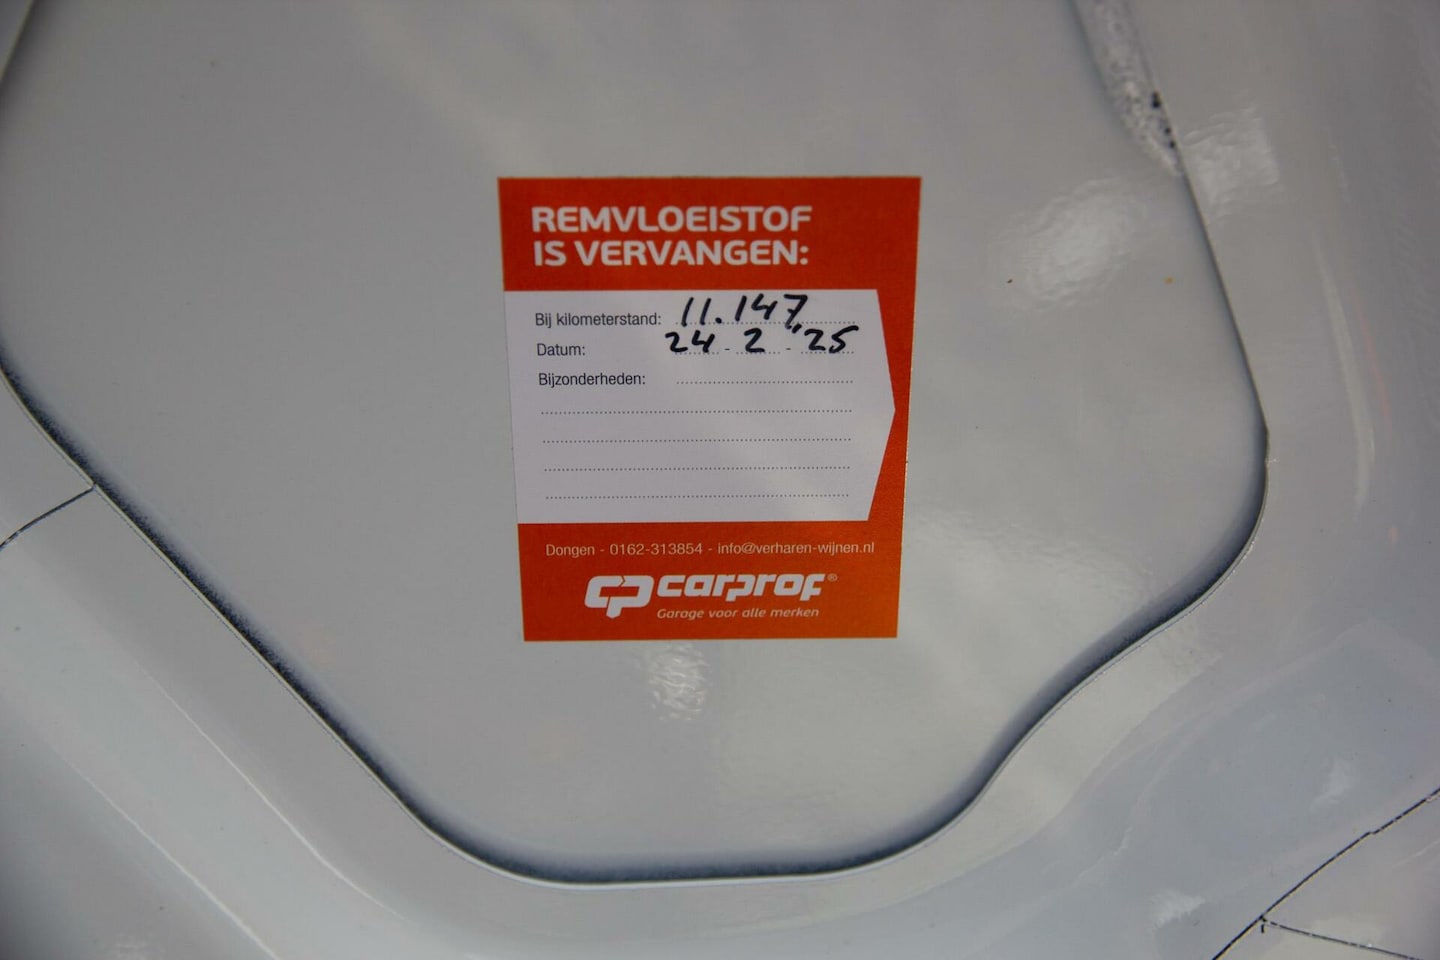 REMVLOEISTOF
IS VERVANGEN:
Bij kilometerstand: 11.147
Datum: 24 - 2 - '25
Bijzonderheden:
Dongen - 0162-313854 - info@verharen-wijnen.nl
cp carprof®
Garage voor alle merken